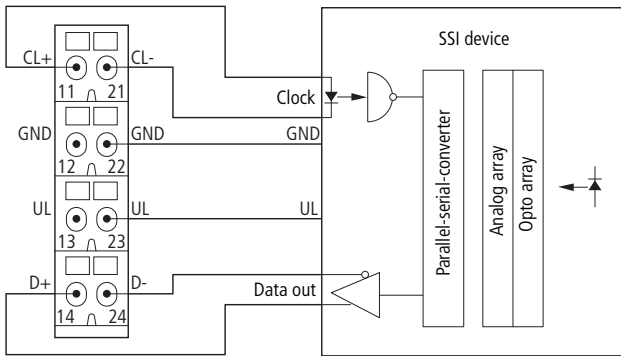 SSI device
CL+
CL-
11 21
Clock
GND
GND
GND
12 22
UL
UL
UL
13 23
D+
D-
14 24
Data out
Parallel-serial-converter
Analog array
Opto array